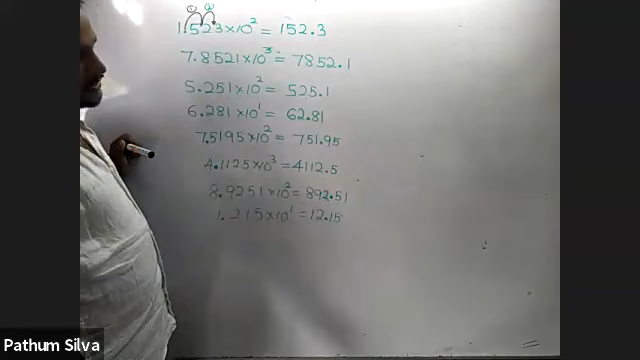 ① ②
1.523×10² = 152.3
7.8521×10³ = 7852.1
5.251×10² = 525.1
6.281×10¹ = 62.81
7.5195×10² = 751.95
4.1125×10³ = 4112.5
8.9251×10² = 892.51
1.215×10¹ = 12.15
Pathum Silva